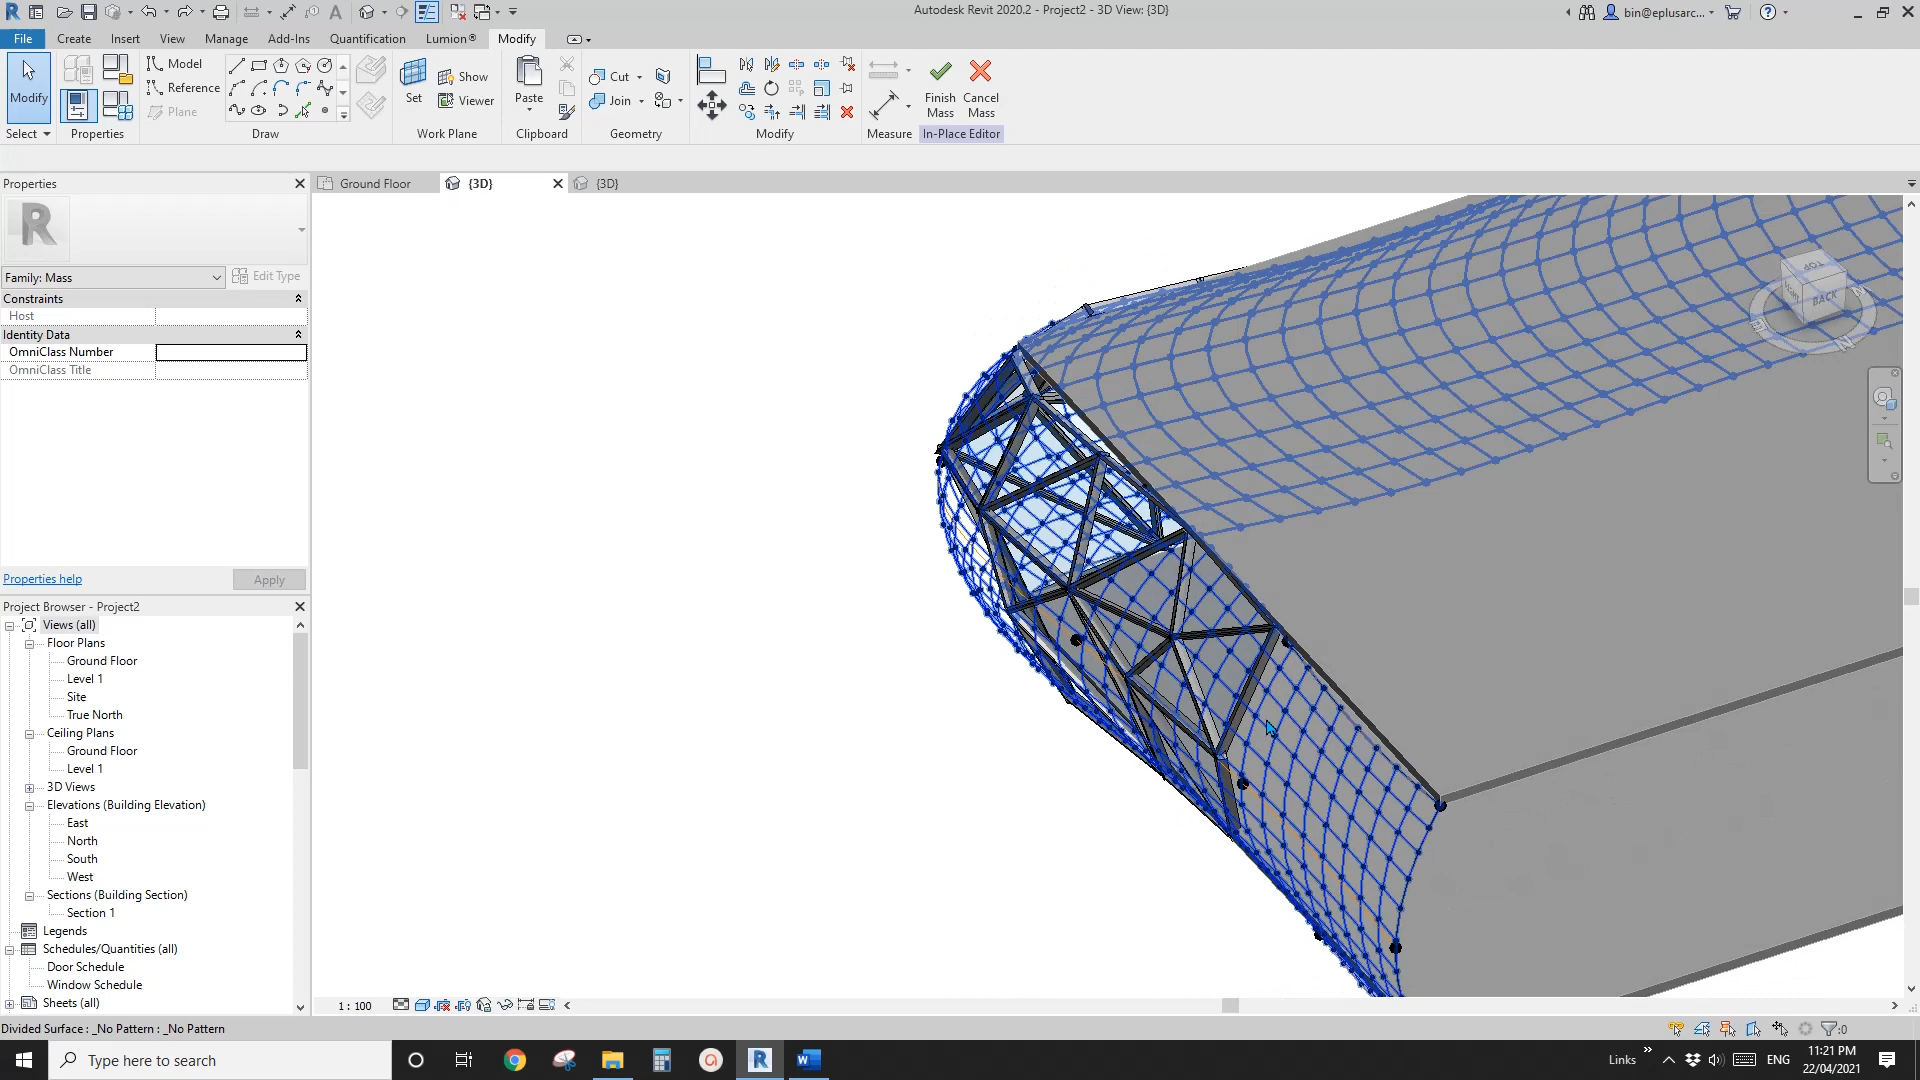 Autodesk Revit 2020.2 - Project2 - 3D View: {3D}
bin@eplusarc...
File Create Insert View Manage Add-Ins Quantification Lumion® Modify
Modify
Select
Properties
Model
Reference
Plane
Draw
Set
Show
Viewer
Work Plane
Paste
Clipboard
Cut
Join
Geometry
Modify
Measure
Finish Mass
Cancel Mass
In-Place Editor
Properties
Ground Floor
{3D}
{3D}
R
Family: Mass
Edit Type
Constraints
Host
Identity Data
OmniClass Number
OmniClass Title
Properties help
Apply
Project Browser - Project2
Views (all)
Floor Plans
Ground Floor
Level 1
Site
True North
Ceiling Plans
Ground Floor
Level 1
3D Views
Elevations (Building Elevation)
East
North
South
West
Sections (Building Section)
Section 1
Legends
Schedules/Quantities (all)
Door Schedule
Window Schedule
Sheets (all)
TOP
BACK
1 : 100
Divided Surface : _No Pattern : _No Pattern
:0
Type here to search
Links
ENG
11:21 PM
22/04/2021